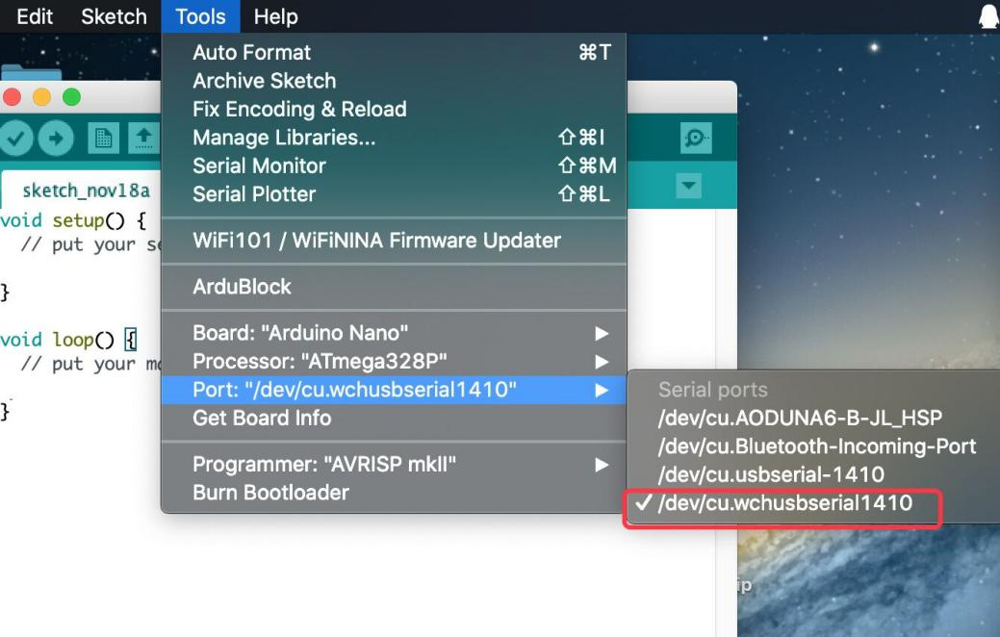 Edit Sketch Tools Help
Auto Format ⌘T
Archive Sketch
Fix Encoding & Reload
Manage Libraries... ⇧⌘I
Serial Monitor ⇧⌘M
Serial Plotter ⇧⌘L
WiFi101 / WiFiNINA Firmware Updater
ArduBlock
Board: "Arduino Nano"
Processor: "ATmega328P"
Port: "/dev/cu.wchusbserial1410"
Get Board Info
Programmer: "AVRISP mkII"
Burn Bootloader
Serial ports
/dev/cu.AODUNA6-B-JL_HSP
/dev/cu.Bluetooth-Incoming-Port
/dev/cu.usbserial-1410
✓ /dev/cu.wchusbserial1410
sketch_nov18a
void setup() {
// put your se
}
void loop() {
// put your mo
}
ip